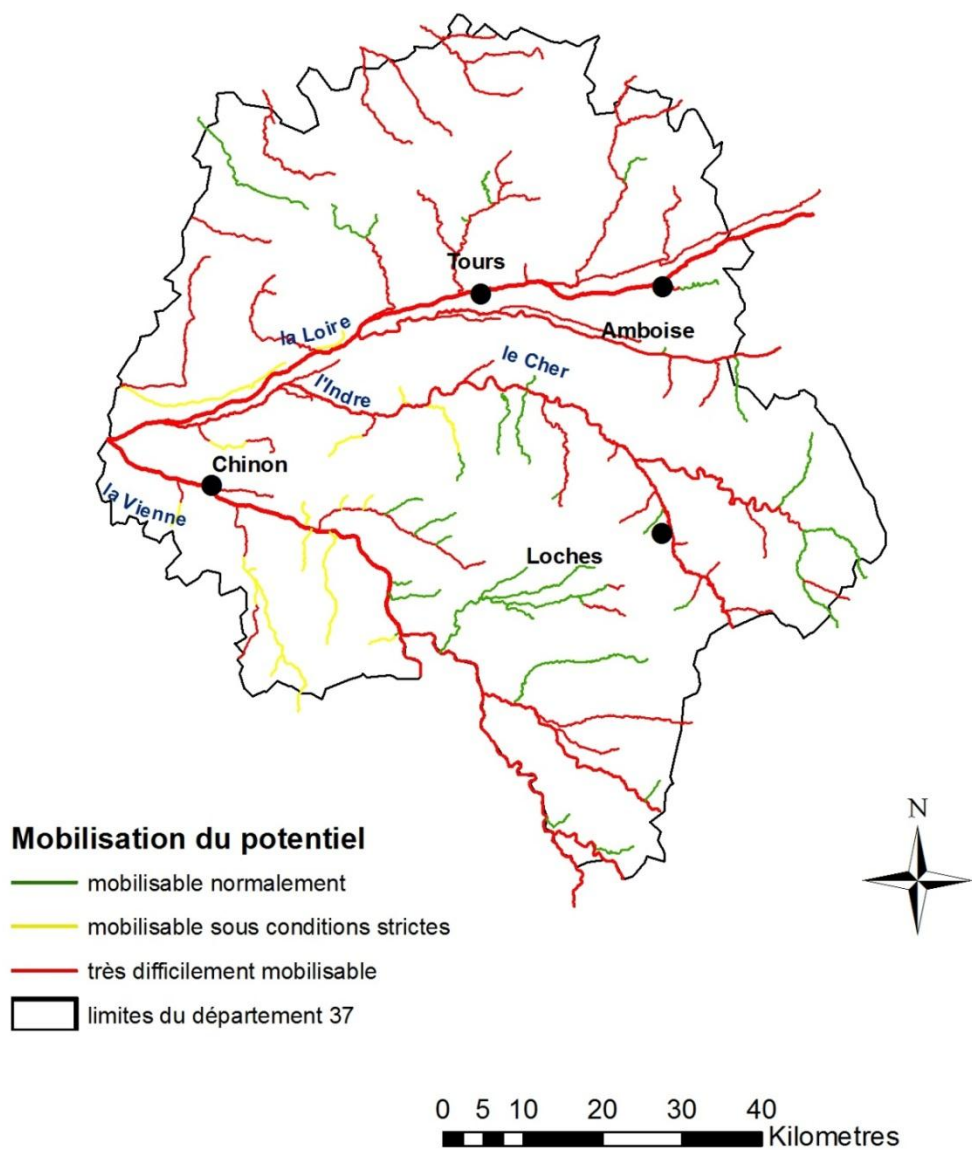 Tours
la Loire
Amboise
le Cher
l'Indre
Chinon
la Vienne
Loches
N
Mobilisation du potentiel
mobilisable normalement
mobilisable sous conditions strictes
très difficilement mobilisable
limites du département 37
0 5 10 20 30 40
Kilometres